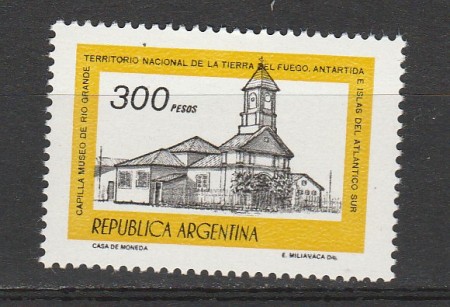 CAPILLA MUSEO DE RIO GRANDE
TERRITORIO NACIONAL DE LA TIERRA DEL FUEGO, ANTARTIDA
E ISLAS DEL ATLANTICO SUR
300 PESOS
REPUBLICA ARGENTINA
CASA DE MONEDA
E. MILIAVACA Dib.